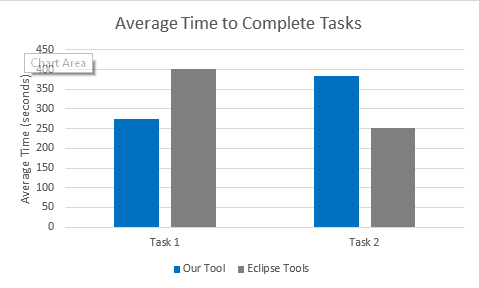 Average Time to Complete Tasks
Average Time (seconds)
450
400
350
300
250
200
150
100
50
0
Chart Area
Task 1
Task 2
Our Tool
Eclipse Tools